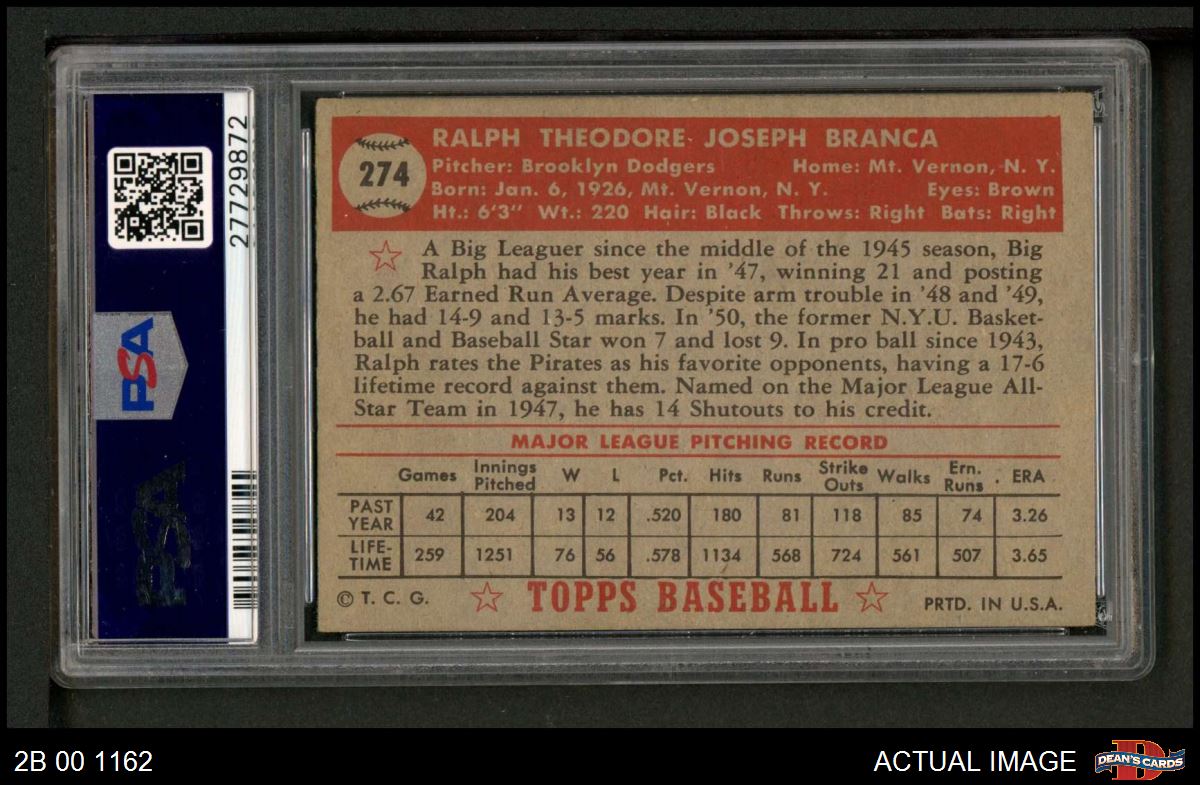 27729872
PSA
PSA
274
RALPH THEODORE JOSEPH BRANCA
Pitcher: Brooklyn Dodgers Home: Mt. Vernon, N. Y.
Born: Jan. 6, 1926, Mt. Vernon, N. Y. Eyes: Brown
Ht.: 6'3" Wt.: 220 Hair: Black Throws: Right Bats: Right
A Big Leaguer since the middle of the 1945 season, Big
Ralph had his best year in '47, winning 21 and posting
a 2.67 Earned Run Average. Despite arm trouble in '48 and '49,
he had 14-9 and 13-5 marks. In '50, the former N.Y.U. Basket-
ball and Baseball Star won 7 and lost 9. In pro ball since 1943,
Ralph rates the Pirates as his favorite opponents, having a 17-6
lifetime record against them. Named on the Major League All-
Star Team in 1947, he has 14 Shutouts to his credit.
MAJOR LEAGUE PITCHING RECORD
Games Innings Pitched W L Pct. Hits Runs Strike Outs Walks Ern. Runs ERA
PAST YEAR 42 204 13 12 .520 180 81 118 85 74 3.26
LIFE-TIME 259 1251 76 56 .578 1134 568 724 561 507 3.65
© T. C. G. TOPPS BASEBALL PRTD. IN U.S.A.
2B 00 1162 ACTUAL IMAGE DEAN'S CARDS